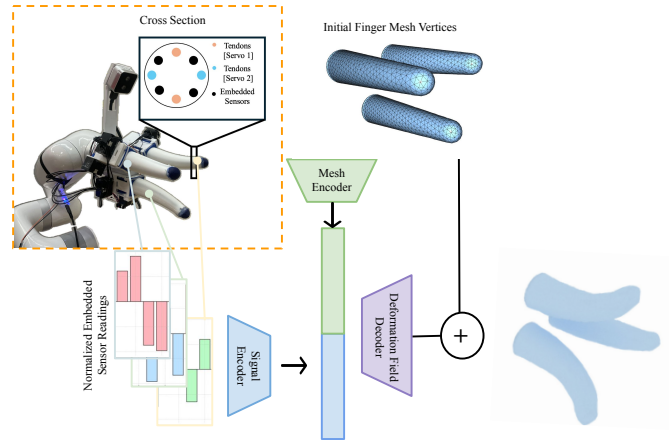 Cross Section
Tendons
[Servo 1]
Tendons
[Servo 2]
Embedded
Sensors
Initial Finger Mesh Vertices
Mesh
Encoder
Normalized Embedded
Sensor Readings
Signal
Encoder
Deformation Field
Decoder
+